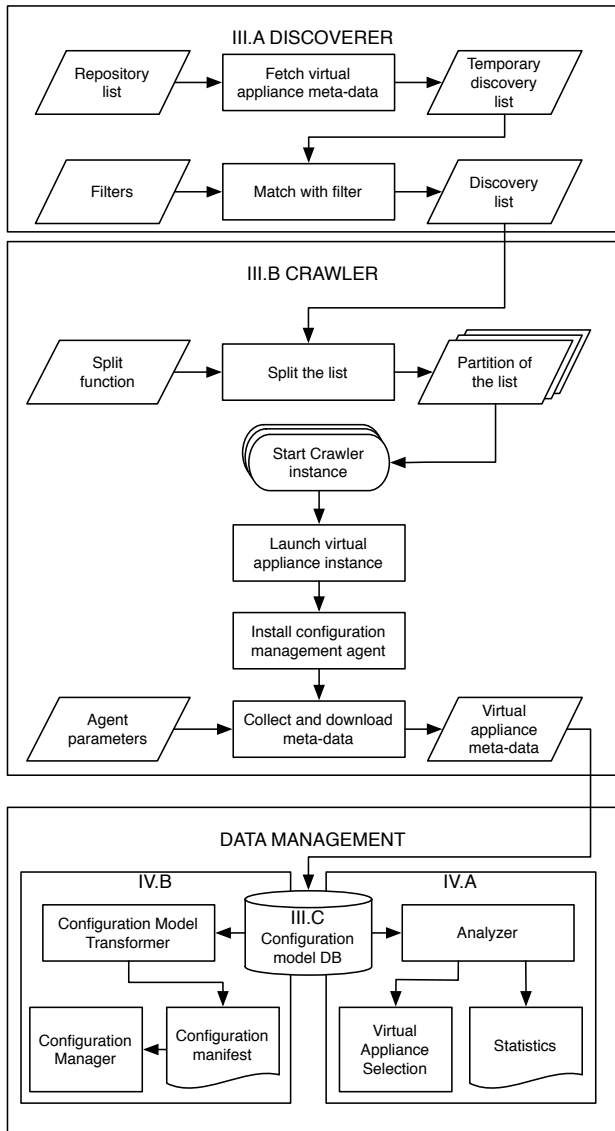 III.A DISCOVERER
Repository
list
Fetch virtual
appliance meta-data
Temporary
discovery
list
Filters
Match with filter
Discovery
list
III.B CRAWLER
Split
function
Split the list
Partition of
the list
Start Crawler
instance
Launch virtual
appliance instance
Install configuration
management agent
Agent
parameters
Collect and download
meta-data
Virtual
appliance
meta-data
DATA MANAGEMENT
IV.B
IV.A
III.C
Configuration
model DB
Configuration Model
Transformer
Analyzer
Configuration
Manager
Configuration
manifest
Virtual
Appliance
Selection
Statistics